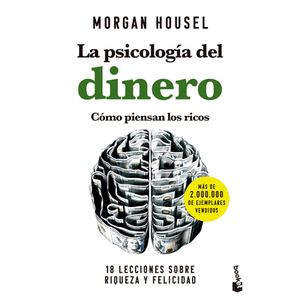 MORGAN HOUSEL
La psicología del
dinero
Cómo piensan los ricos
MÁS DE
2.000.000
DE EJEMPLARES
VENDIDOS
18 LECCIONES SOBRE
RIQUEZA Y FELICIDAD
Booket